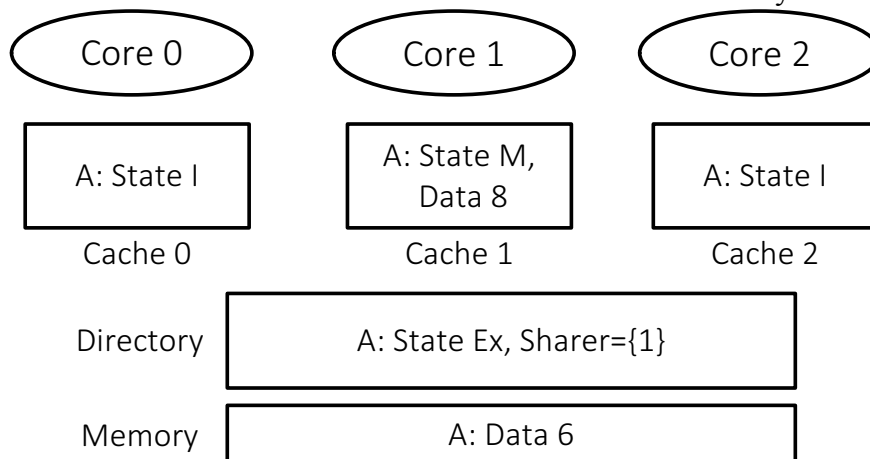 Core 0
Core 1
Core 2
A: State I
A: State M,
Data 8
A: State I
Cache 0
Cache 1
Cache 2
Directory
A: State Ex, Sharer={1}
Memory
A: Data 6